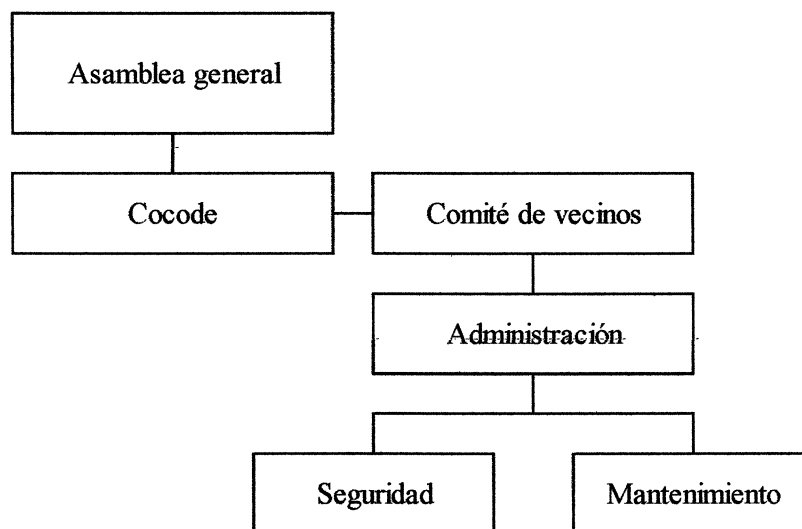 Asamblea general
Cocode
Comité de vecinos
Administración
Seguridad
Mantenimiento